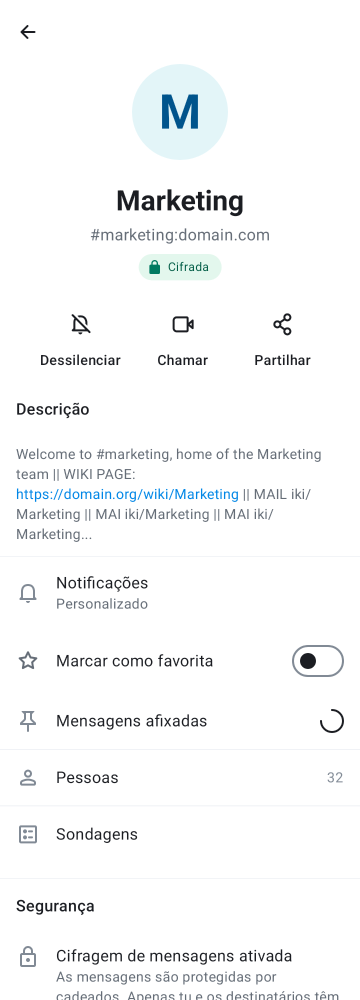 M
Marketing
#marketing:domain.com
Cifrada
Dessilenciar
Chamar
Partilhar
Descrição
Welcome to #marketing, home of the Marketing
team || WIKI PAGE:
https://domain.org/wiki/Marketing || MAIL iki/
Marketing || MAI iki/Marketing || MAI iki/
Marketing...
Notificações
Personalizado
Marcar como favorita
Mensagens afixadas
Pessoas
32
Sondagens
Segurança
Cifragem de mensagens ativada
As mensagens são protegidas por
cadeados. Apenas tu e os destinatários têm